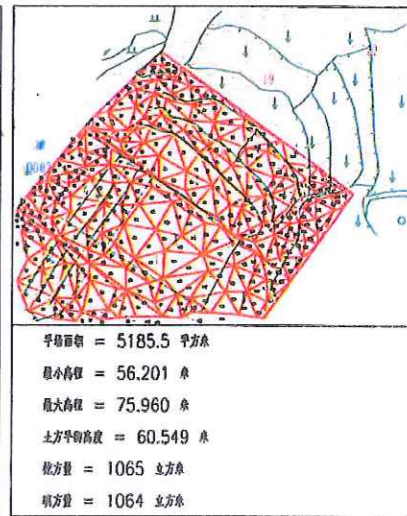 19
平场面积 = 5185.5 平方米
最小高程 = 56.201 米
最大高程 = 75.960 米
土方平衡高度 = 60.549 米
挖方量 = 1065 立方米
填方量 = 1064 立方米